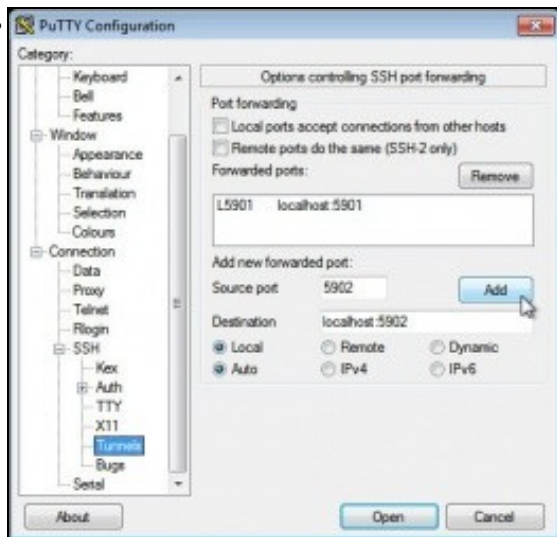 PuTTY Configuration
Category:
Keyboard
Bell
Features
Window
Appearance
Behaviour
Translation
Selection
Colours
Connection
Data
Proxy
Telnet
Rlogin
SSH
Kex
Auth
TTY
X11
Tunnels
Bugs
Serial
Options controlling SSH port forwarding
Port forwarding
Local ports accept connections from other hosts
Remote ports do the same (SSH-2 only)
Forwarded ports:
Remove
L5901 localhost:5901
Add new forwarded port:
Source port 5902 Add
Destination localhost:5902
Local Remote Dynamic
Auto IPv4 IPv6
About Open Cancel